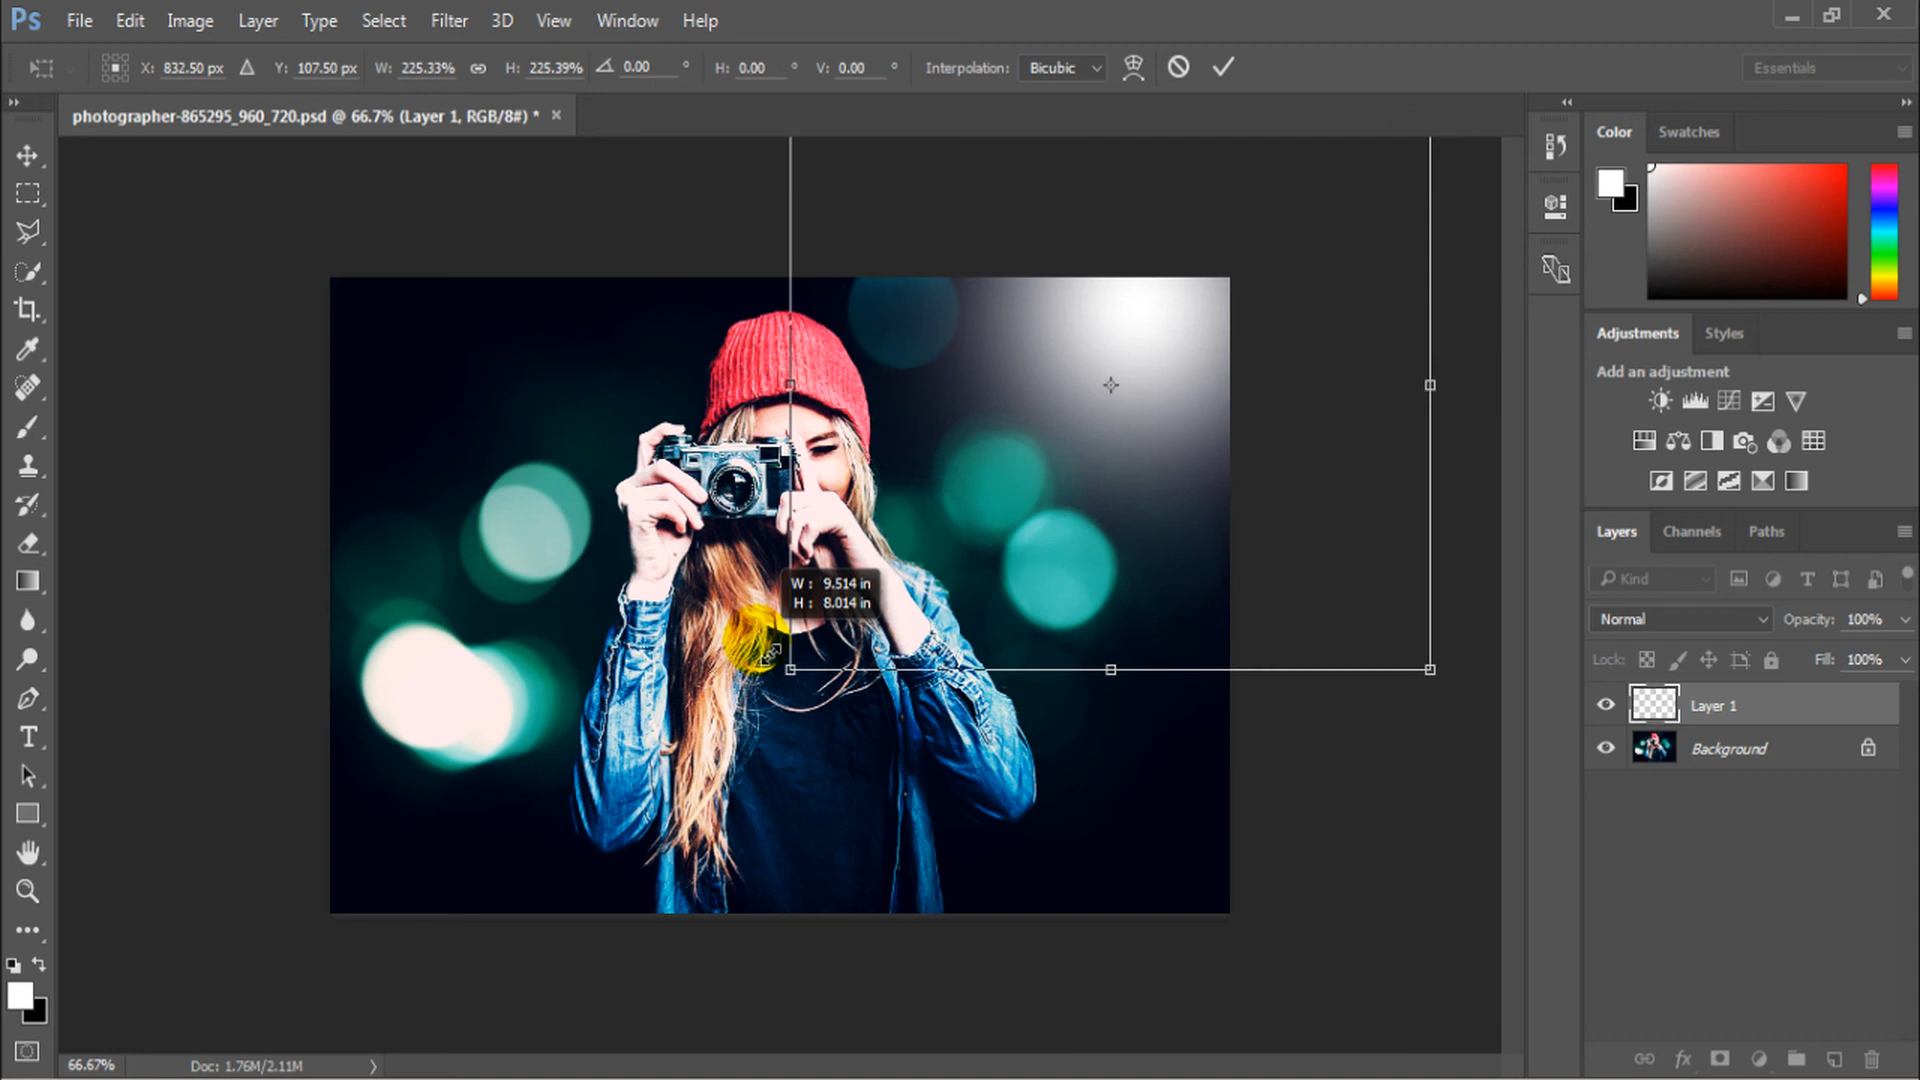 Ps File Edit Image Layer Type Select Filter 3D View Window Help
X: 832.50 px Y: 107.50 px W: 225.33% H: 225.39% 0.00 ° H: 0.00 ° V: 0.00 ° Interpolation: Bicubic Essentials
photographer-865295_960_720.psd @ 66.7% (Layer 1, RGB/8#) * ×
Color Swatches
Adjustments Styles
Add an adjustment
W: 9.514 in
H: 8.014 in
Layers Channels Paths
Kind
Normal Opacity: 100%
Lock: Fill: 100%
Layer 1
Background
66.67% Doc: 1.76M/2.11M